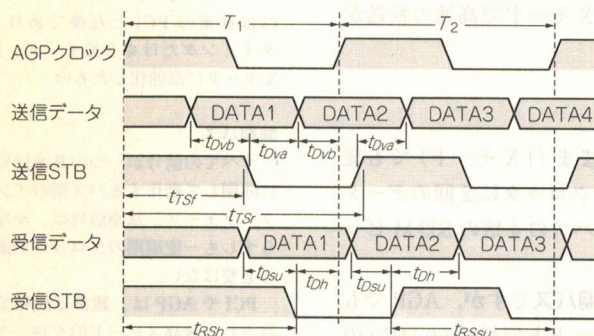 T1 T2
AGPクロック
送信データ DATA1 DATA2 DATA3 DATA4
tDvb tDva tDvb tDva
送信STB
tTSf
tTSr
受信データ DATA1 DATA2 DATA3
tDsu tDh tDsu tDh
受信STB
tRSh tRSsu